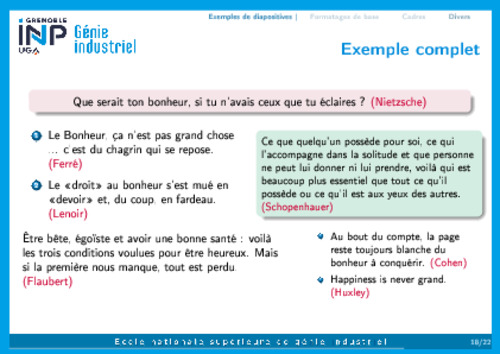 GRENOBLE
INP
UGA
Génie
industriel
Exemples de diapositives | Formatages de base Cadres Divers
Exemple complet
Que serait ton bonheur, si tu n'avais ceux que tu éclaires ? (Nietzsche)
1 Le Bonheur, ça n'est pas grand chose
... c'est du chagrin qui se repose.
(Ferré)
2 Le «droit» au bonheur s'est mué en
«devoir» et, du coup, en fardeau.
(Lenoir)
Ce que quelqu'un possède pour soi, ce qui
l'accompagne dans la solitude et que personne
ne peut lui donner ni lui prendre, voilà qui est
beaucoup plus essentiel que tout ce qu'il
possède ou ce qu'il est aux yeux des autres.
(Schopenhauer)
Être bête, égoïste et avoir une bonne santé : voilà
les trois conditions voulues pour être heureux. Mais
si la première nous manque, tout est perdu.
(Flaubert)
Au bout du compte, la page
reste toujours blanche du
bonheur à conquérir. (Cohen)
Happiness is never grand.
(Huxley)
Ecole nationale supérieure de génie industriel
18/22